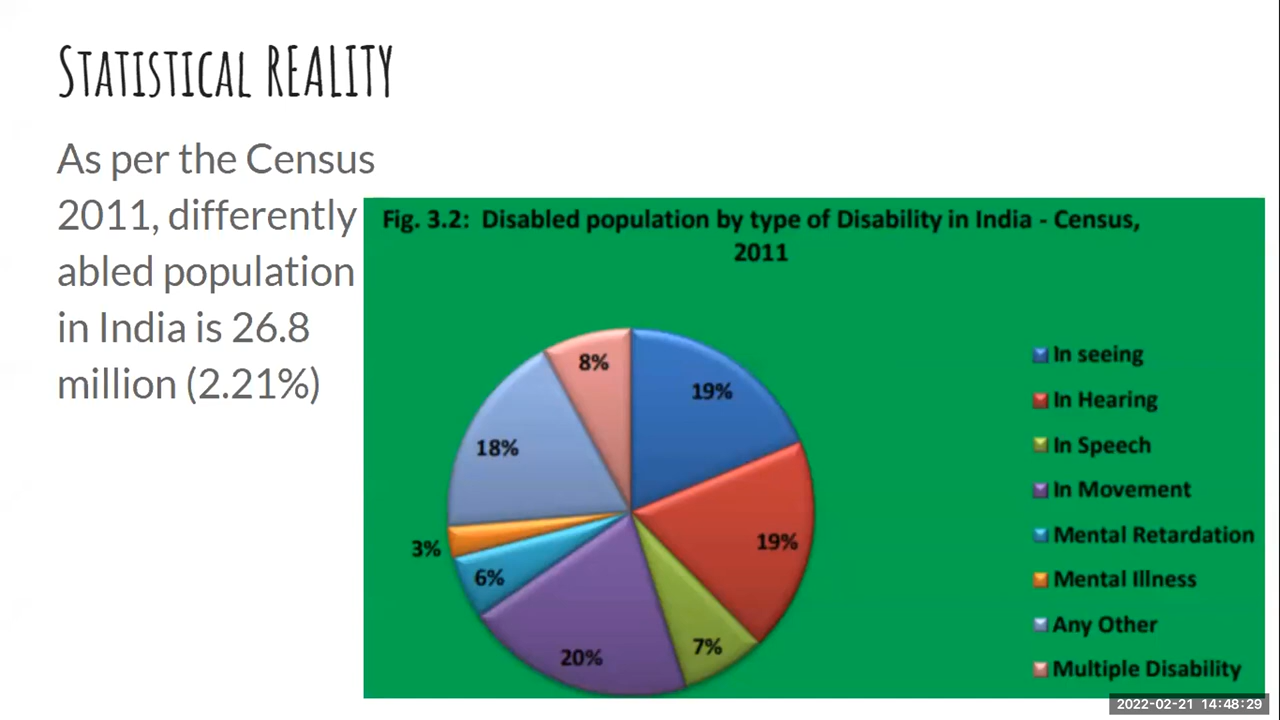 Statistical REALITY
As per the Census
2011, differently
abled population
in India is 26.8
million (2.21%)
Fig. 3.2: Disabled population by type of Disability in India - Census,
2011
8%
19%
18%
19%
3%
6%
7%
20%
In seeing
In Hearing
In Speech
In Movement
Mental Retardation
Mental Illness
Any Other
Multiple Disability
2022-02-21 14:48:29